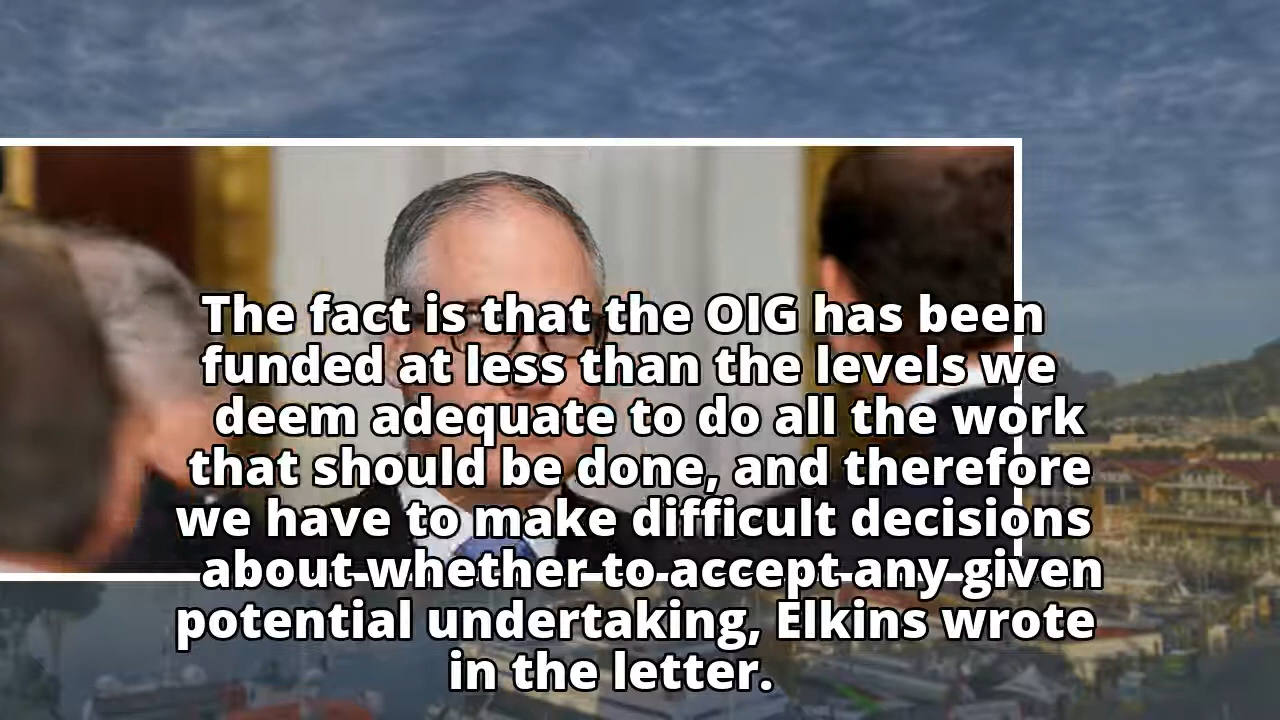 The fact is that the OIG has been
funded at less than the levels we
deem adequate to do all the work
that should be done, and therefore
we have to make difficult decisions
about whether to accept any given
potential undertaking, Elkins wrote
in the letter.